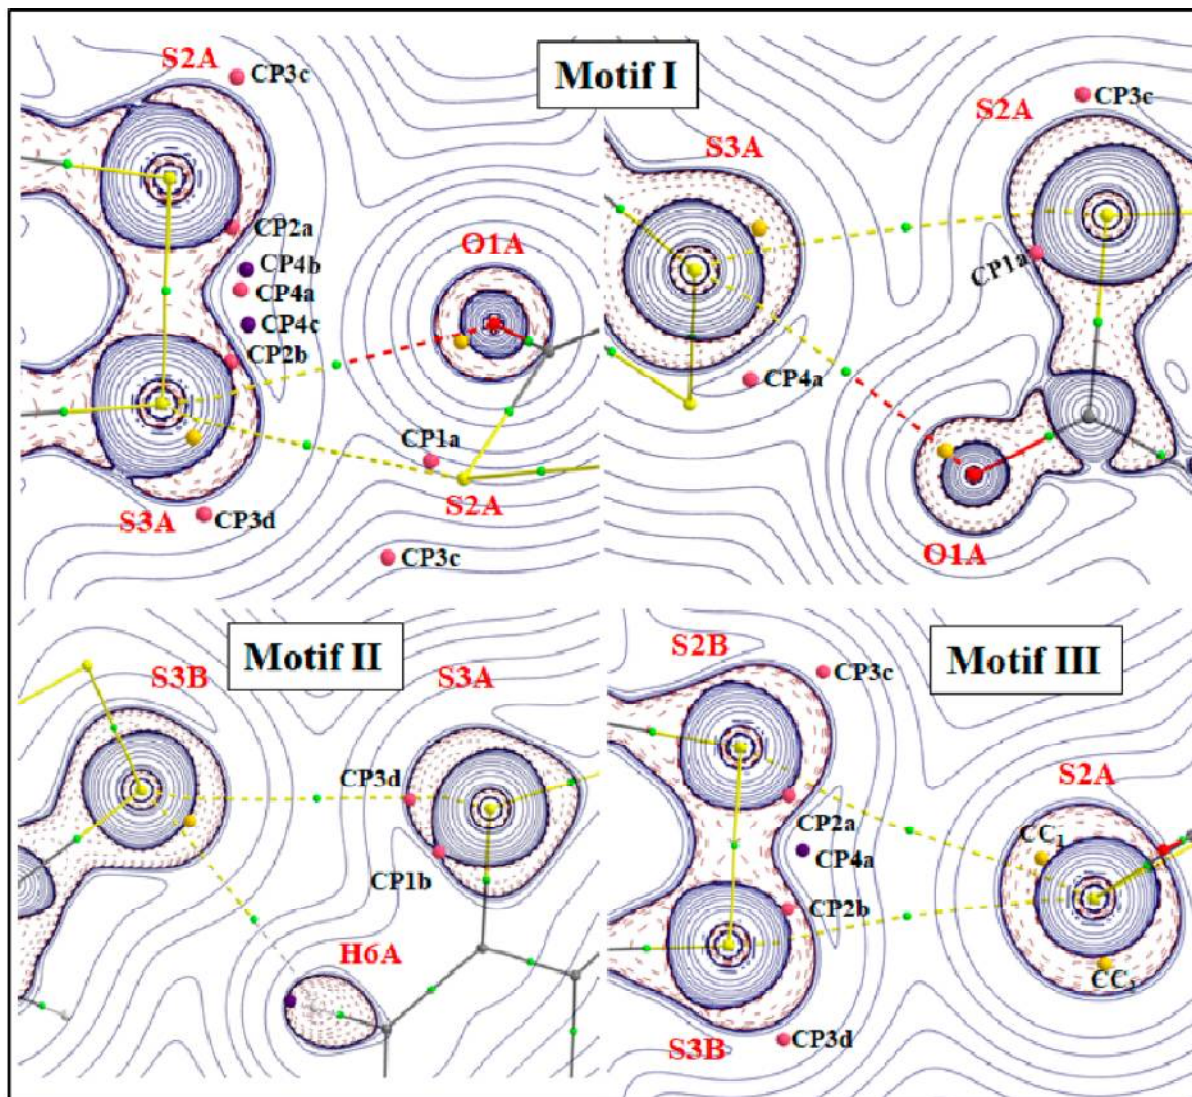 Motif I
S2A
CP3c
CP2a
CP4b
CP4a
CP4c
CP2b
O1A
CP1a
S2A
S3A
CP3d
CP3c
S2A
CP3c
S3A
CP1a
CP4a
O1A
Motif II
S3B
S3A
CP3d
CP1b
H6A
Motif III
S2B
CP3c
S2A
CP2a
CC1
CP4a
CP2b
S3B
CP3d